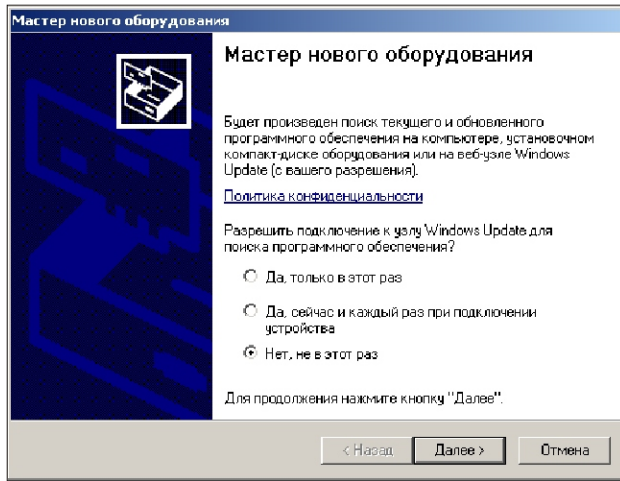 Мастер нового оборудования
Мастер нового оборудования
Будет произведен поиск текущего и обновленного
программного обеспечения на компьютере, установочном
компакт-диске оборудования или на веб-узле Windows
Update (с вашего разрешения).
Политика конфиденциальности
Разрешить подключение к узлу Windows Update для
поиска программного обеспечения?
Да, только в этот раз
Да, сейчас и каждый раз при подключении
устройства
Нет, не в этот раз
Для продолжения нажмите кнопку "Далее".
< Назад Далее > Отмена